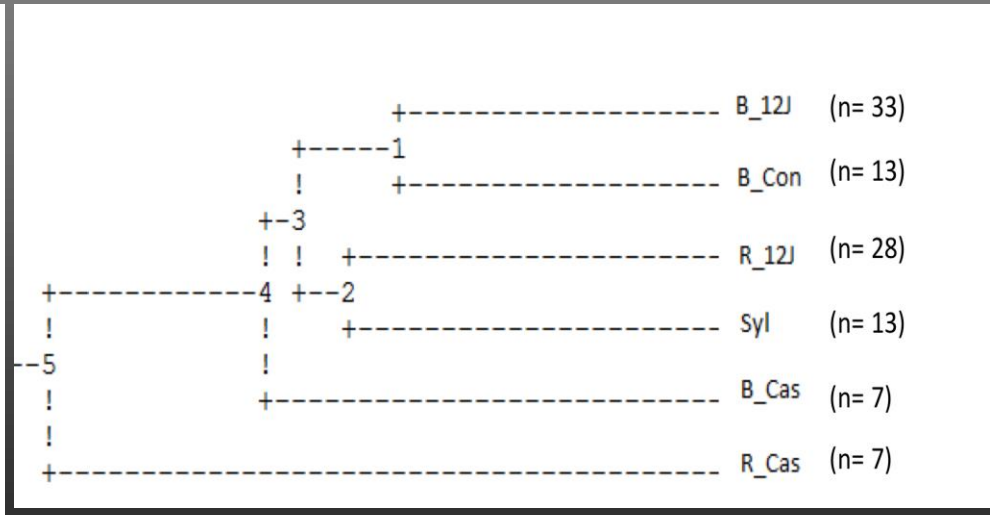 +------------------- B_12J (n= 33)
+-----1
! +------------------- B_Con (n= 13)
+-3
! ! +---------------------- R_12J (n= 28)
+------------4 +--2
! ! +---------------------- Syl (n= 13)
--5 !
! +--------------------------- B_Cas (n= 7)
!
+---------------------------------------- R_Cas (n= 7)